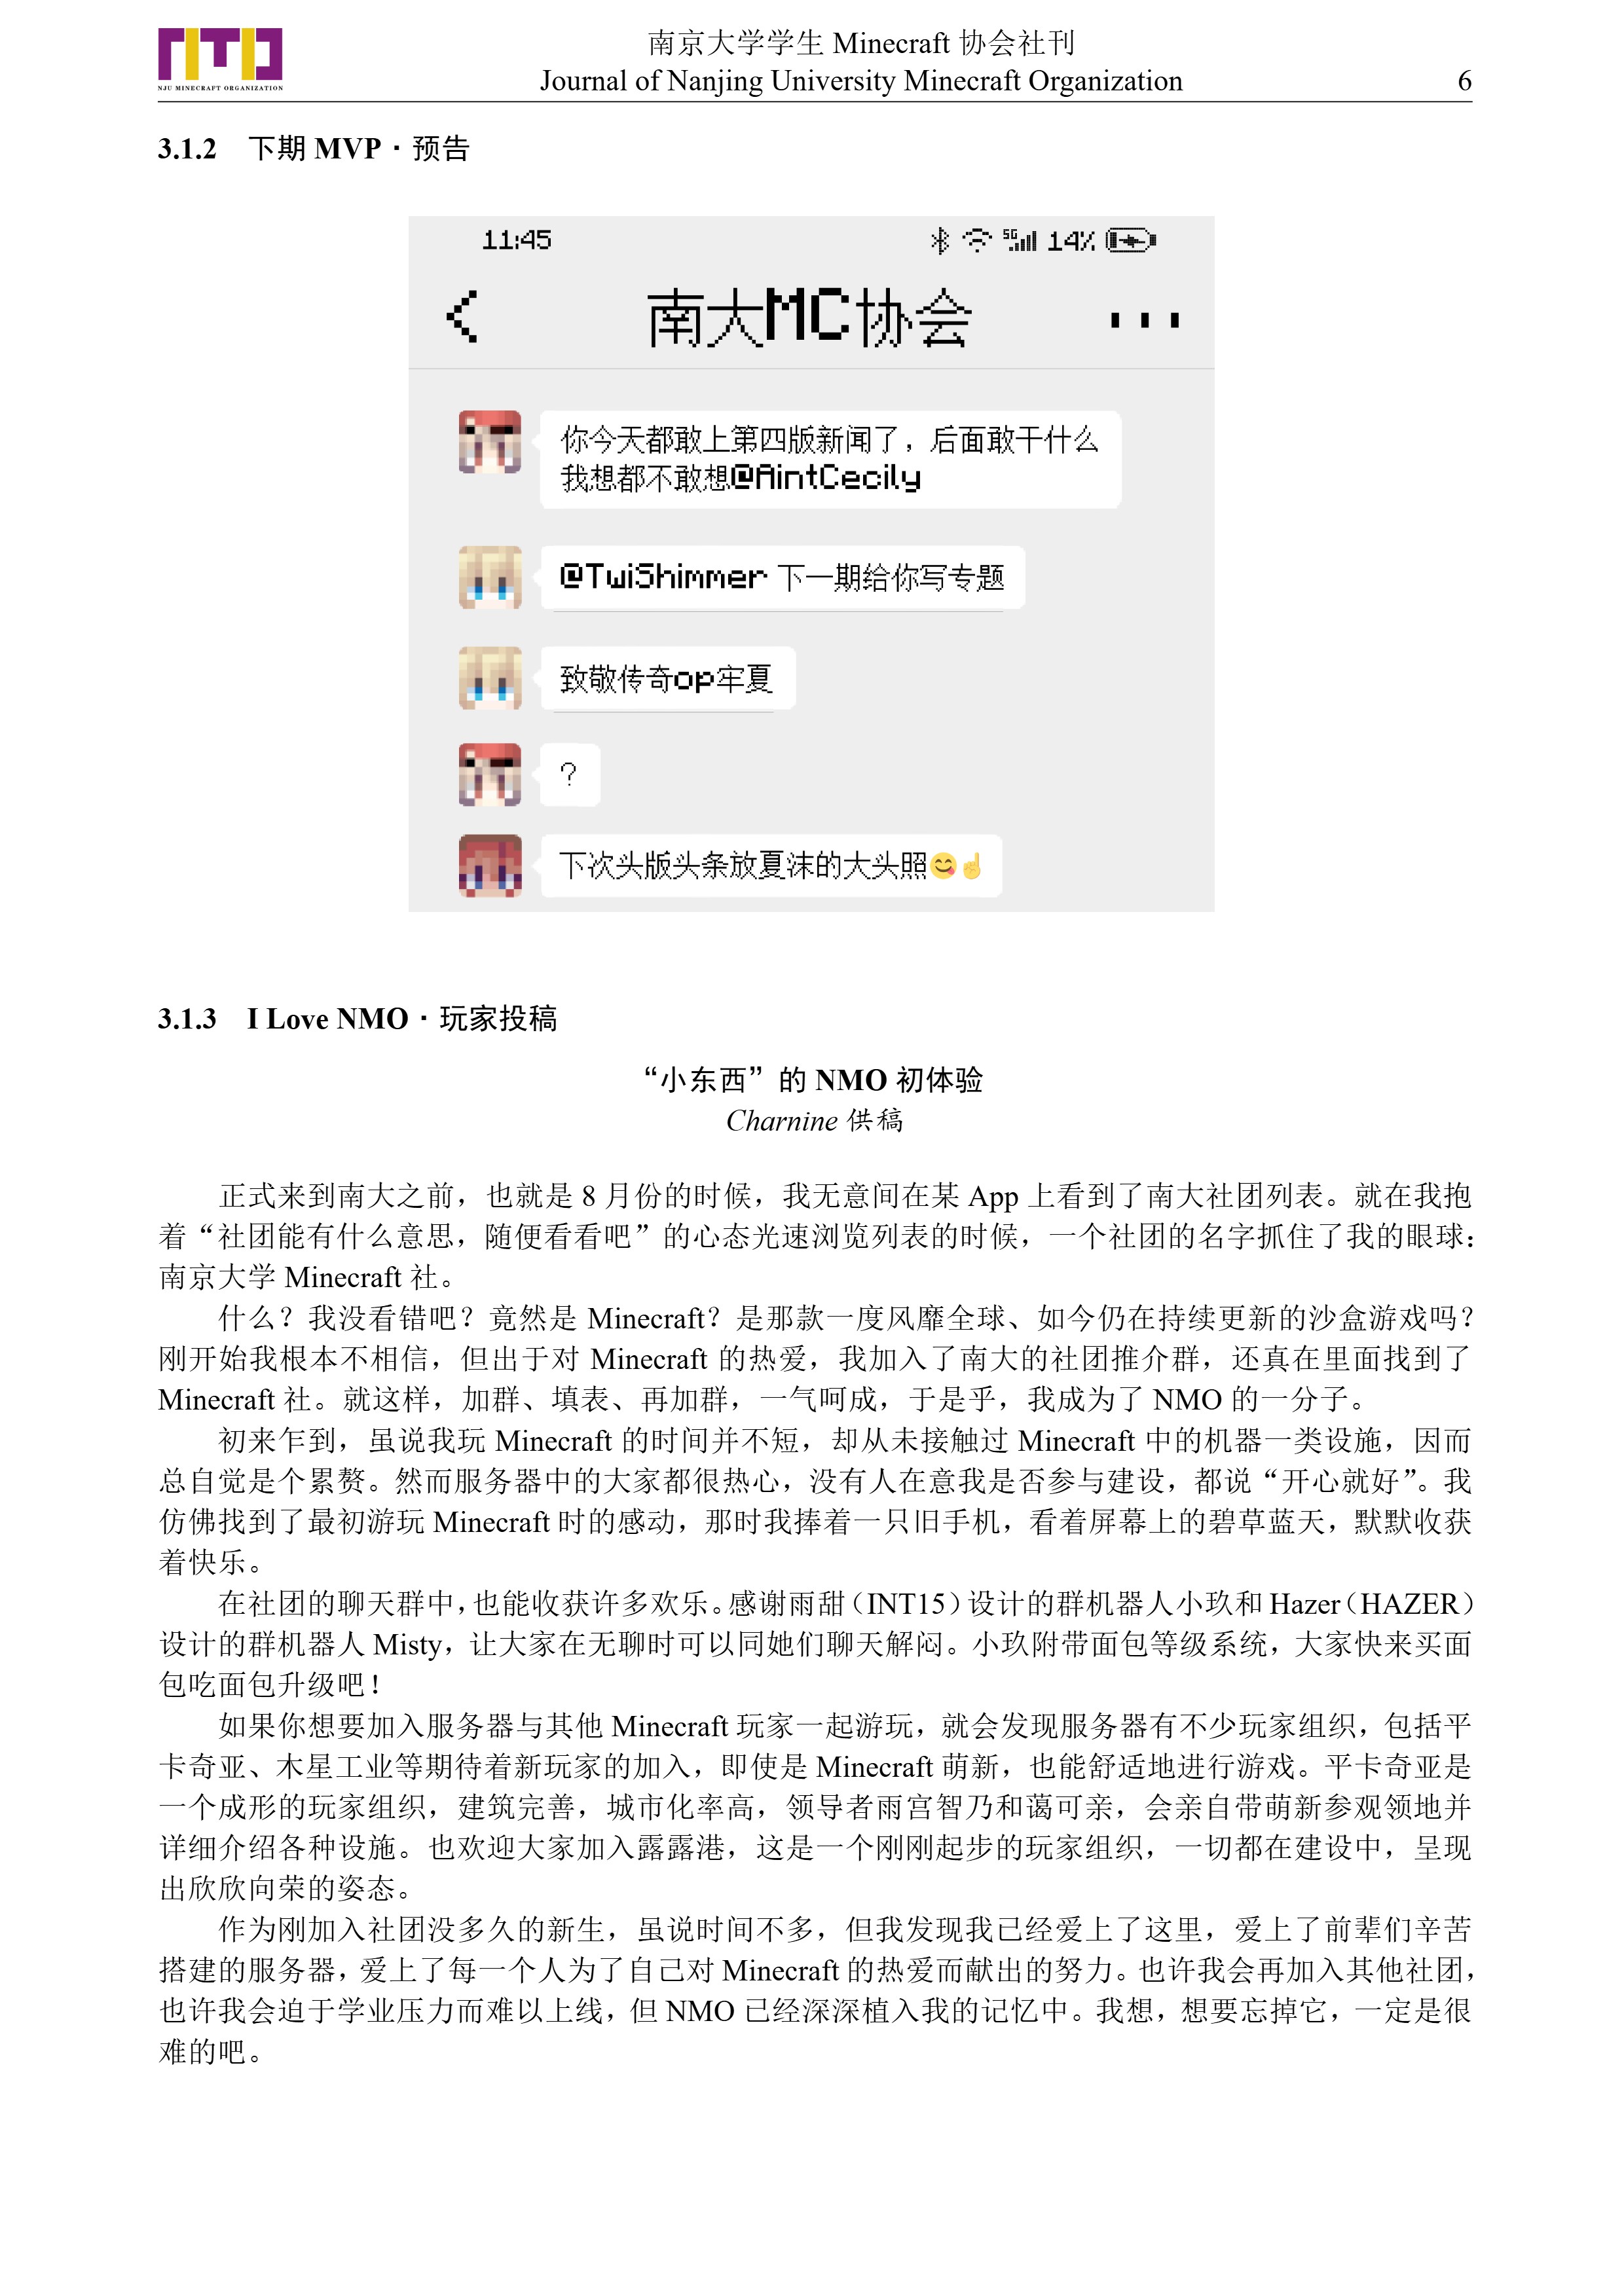 NJU MINECRAFT ORGANIZATION
南京大学学生 Minecraft 协会社刊
Journal of Nanjing University Minecraft Organization
6
3.1.2 下期 MVP · 预告
11:45
5G
14%
南大MC协会
你今天都敢上第四版新闻了，后面敢干什么
我想都不敢想@AintCecily
@TwiShimmer 下一期给你写专题
致敬传奇op牢夏
?
下次头版头条放夏沫的大头照😋☝
3.1.3 I Love NMO · 玩家投稿
“小东西”的 NMO 初体验
Charnine 供稿
正式来到南大之前，也就是 8 月份的时候，我无意间在某 App 上看到了南大社团列表。就在我抱
着“社团能有什么意思，随便看看吧”的心态光速浏览列表的时候，一个社团的名字抓住了我的眼球：
南京大学 Minecraft 社。
什么？我没看错吧？竟然是 Minecraft？是那款一度风靡全球、如今仍在持续更新的沙盒游戏吗？
刚开始我根本不相信，但出于对 Minecraft 的热爱，我加入了南大的社团推介群，还真在里面找到了
Minecraft 社。就这样，加群、填表、再加群，一气呵成，于是乎，我成为了 NMO 的一分子。
初来乍到，虽说我玩 Minecraft 的时间并不短，却从未接触过 Minecraft 中的机器一类设施，因而
总自觉是个累赘。然而服务器中的大家都很热心，没有人在意我是否参与建设，都说“开心就好”。我
仿佛找到了最初游玩 Minecraft 时的感动，那时我捧着一只旧手机，看着屏幕上的碧草蓝天，默默收获
着快乐。
在社团的聊天群中，也能收获许多欢乐。感谢雨甜（INT15）设计的群机器人小玖和 Hazer（HAZER）
设计的群机器人 Misty，让大家在无聊时可以同她们聊天解闷。小玖附带面包等级系统，大家快来买面
包吃面包升级吧！
如果你想要加入服务器与其他 Minecraft 玩家一起游玩，就会发现服务器有不少玩家组织，包括平
卡奇亚、木星工业等期待着新玩家的加入，即使是 Minecraft 萌新，也能舒适地进行游戏。平卡奇亚是
一个成形的玩家组织，建筑完善，城市化率高，领导者雨宫智乃和蔼可亲，会亲自带萌新参观领地并
详细介绍各种设施。也欢迎大家加入露露港，这是一个刚刚起步的玩家组织，一切都在建设中，呈现
出欣欣向荣的姿态。
作为刚加入社团没多久的新生，虽说时间不多，但我发现我已经爱上了这里，爱上了前辈们辛苦
搭建的服务器，爱上了每一个人为了自己对 Minecraft 的热爱而献出的努力。也许我会再加入其他社团，
也许我会迫于学业压力而难以上线，但 NMO 已经深深植入我的记忆中。我想，想要忘掉它，一定是很
难的吧。